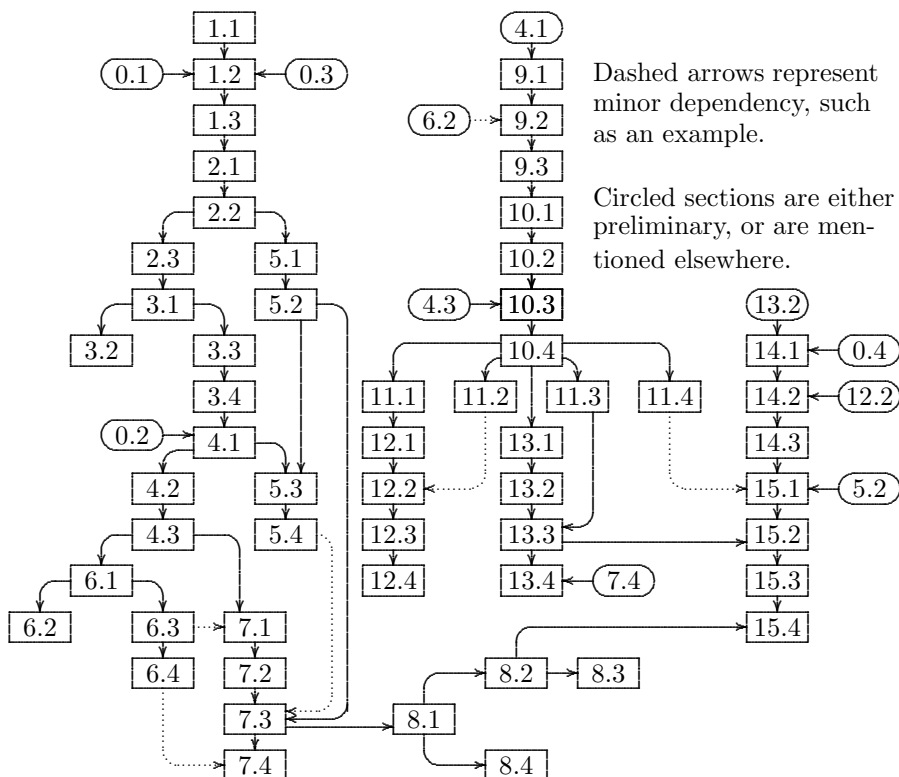 1.1 4.1
0.1 1.2 0.3 9.1 Dashed arrows represent
1.3 6.2 9.2 minor dependency, such
as an example.
2.1 9.3
2.2 10.1 Circled sections are either
preliminary, or are men-
2.3 5.1 10.2 tioned elsewhere.
3.1 5.2 4.3 10.3 13.2
3.2 3.3 10.4 14.1 0.4
3.4 11.1 11.2 11.3 11.4 14.2 12.2
0.2 4.1 12.1 13.1 14.3
4.2 5.3 12.2 13.2 15.1 5.2
4.3 5.4 12.3 13.3 15.2
6.1 12.4 13.4 7.4 15.3
6.2 6.3 7.1 15.4
6.4 7.2 8.2 8.3
7.3 8.1
7.4 8.4